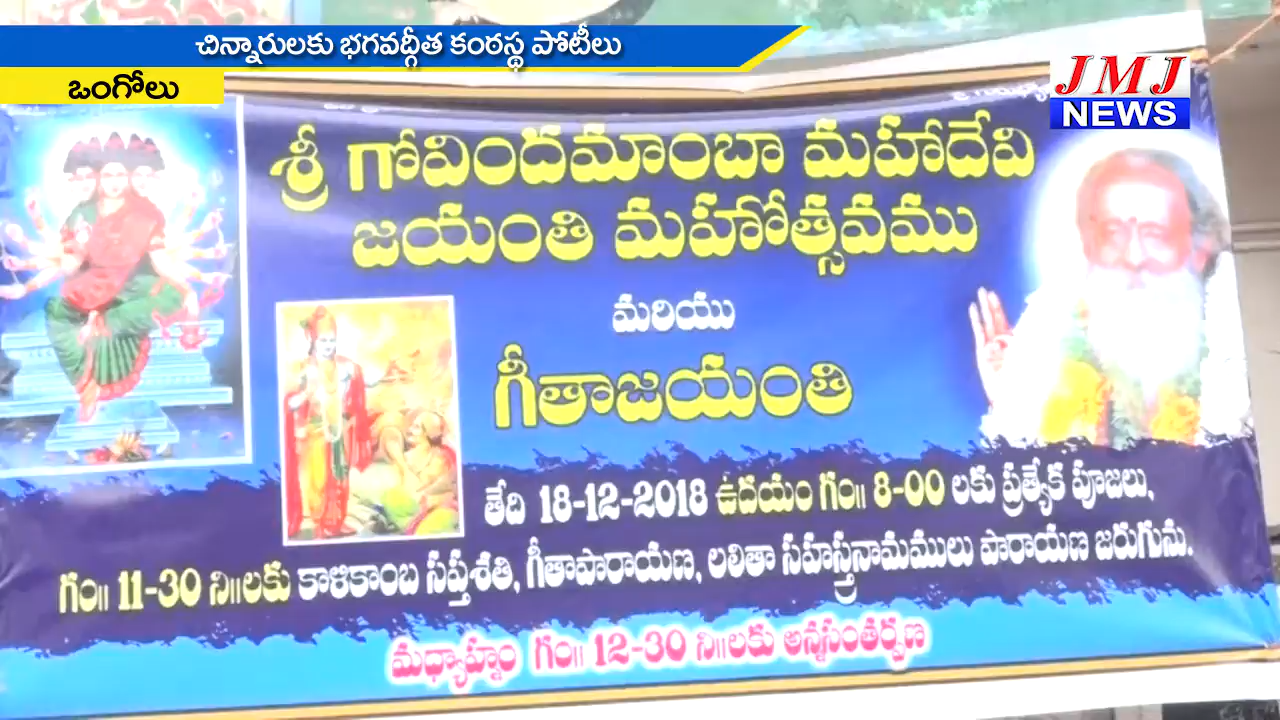 చిన్నారులకు భగవద్గీత కంఠస్థ పోటీలు
ఒంగోలు
JMJ
NEWS
శ్రీ గోవిందమాంబా మహాదేవి
జయంతి మహోత్సవము
మరియు
గీతాజయంతి
తేది 18-12-2018 ఉదయం గం॥ 8-00 లకు ప్రత్యేక పూజలు,
గం॥ 11-30 ని॥లకు కాళికాంబ సప్తశతి, గీతాపారాయణ, లలితా సహస్త్రనామములు పారాయణ జరుగును.
మధ్యాహ్నం గం॥ 12-30 ని॥లకు అన్నసంతర్పణ